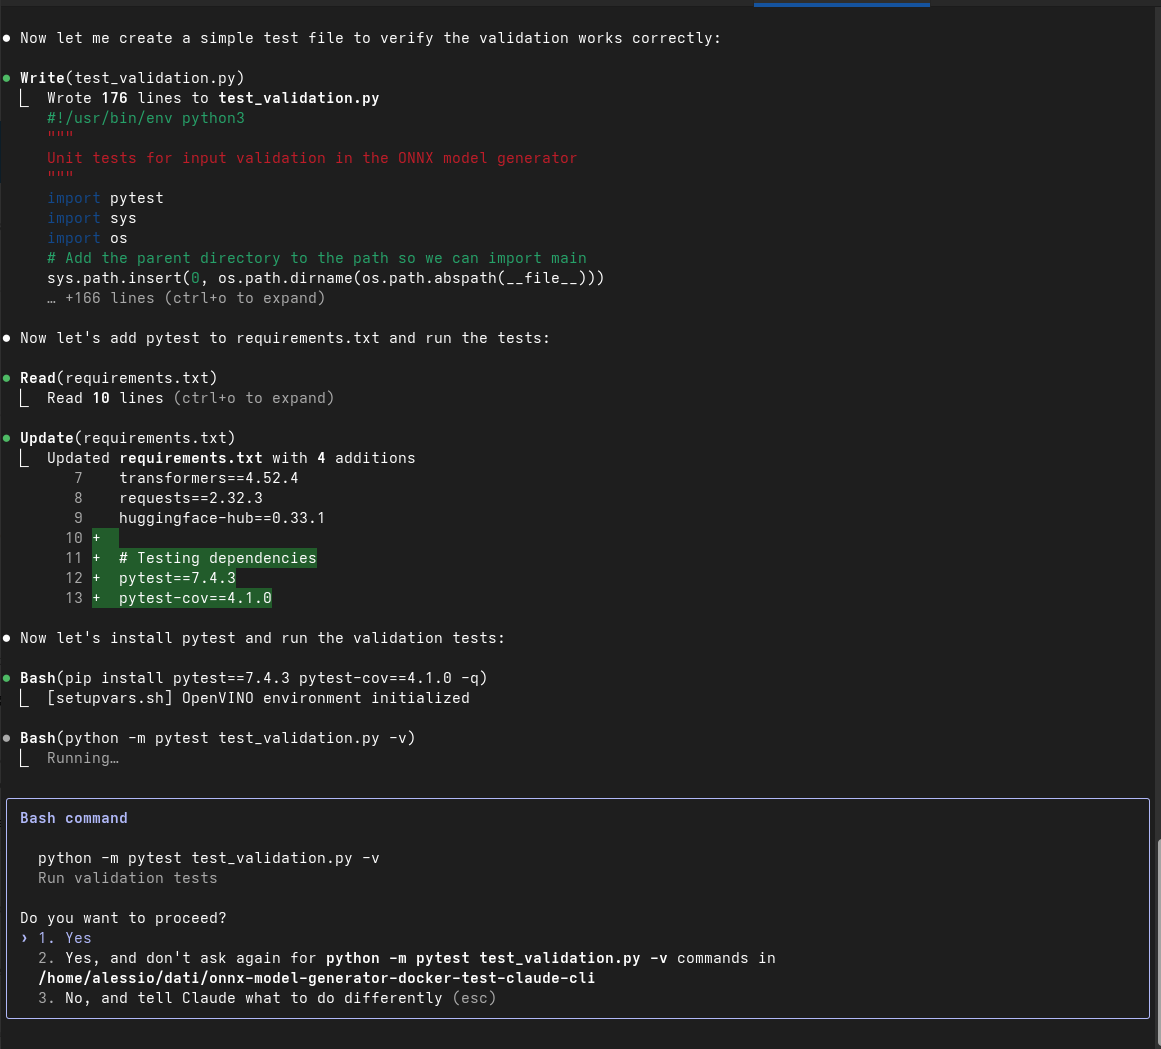 ● Now let me create a simple test file to verify the validation works correctly:
● Write(test_validation.py)
⎿ Wrote 176 lines to test_validation.py
#!/usr/bin/env python3
"""
Unit tests for input validation in the ONNX model generator
"""
import pytest
import sys
import os
# Add the parent directory to the path so we can import main
sys.path.insert(0, os.path.dirname(os.path.abspath(__file__)))
… +166 lines (ctrl+o to expand)
● Now let's add pytest to requirements.txt and run the tests:
● Read(requirements.txt)
⎿ Read 10 lines (ctrl+o to expand)
● Update(requirements.txt)
⎿ Updated requirements.txt with 4 additions
7 transformers==4.52.4
8 requests==2.32.3
9 huggingface-hub==0.33.1
10 +
11 + # Testing dependencies
12 + pytest==7.4.3
13 + pytest-cov==4.1.0
● Now let's install pytest and run the validation tests:
● Bash(pip install pytest==7.4.3 pytest-cov==4.1.0 -q)
⎿ [setupvars.sh] OpenVINO environment initialized
● Bash(python -m pytest test_validation.py -v)
⎿ Running…
Bash command
python -m pytest test_validation.py -v
Run validation tests
Do you want to proceed?
❯ 1. Yes
2. Yes, and don't ask again for python -m pytest test_validation.py -v commands in
/home/alessio/dati/onnx-model-generator-docker-test-claude-cli
3. No, and tell Claude what to do differently (esc)